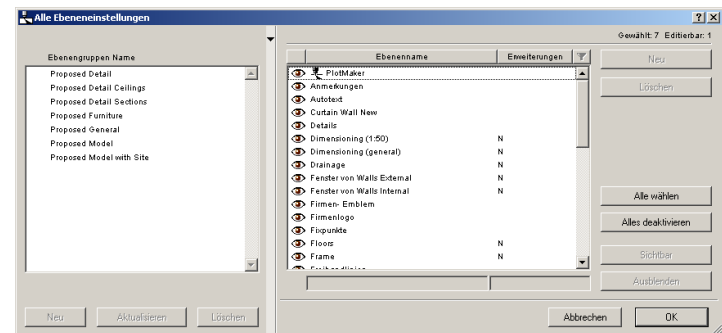 Alle Ebeneneinstellungen
Gewählt: 7 Editierbar: 1
Ebenengruppen Name
Proposed Detail
Proposed Detail Ceilings
Proposed Detail Sections
Proposed Furniture
Proposed General
Proposed Model
Proposed Model with Site
Neu Aktualisieren Löschen
Ebenenname Erweiterungen
PlotMaker
Anmerkungen
Autotext
Curtain Wall New
Details
Dimensioning (1:50) N
Dimensioning (general) N
Drainage N
Fenster von Walls External N
Fenster von Walls Internal N
Firmen- Emblem
Firmenlogo
Fixpunkte
Floors N
Frame N
Neu
Löschen
Alle wählen
Alles deaktivieren
Sichtbar
Ausblenden
Abbrechen OK